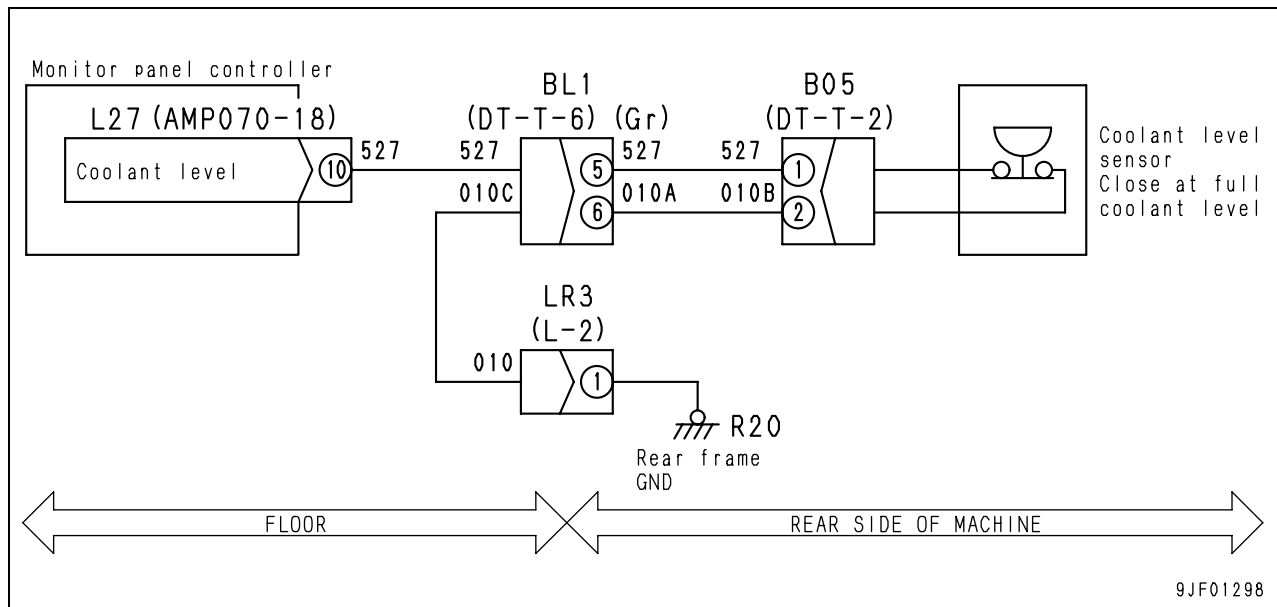 Monitor panel controller
L27 (AMP070-18)
Coolant level
10
527
527
010C
BL1
(DT-T-6) (Gr)
5
6
527
010A
527
010B
B05
(DT-T-2)
1
2
Coolant level
sensor
Close at full
coolant level
LR3
(L-2)
010
1
R20
Rear frame
GND
FLOOR
REAR SIDE OF MACHINE
9JF01298